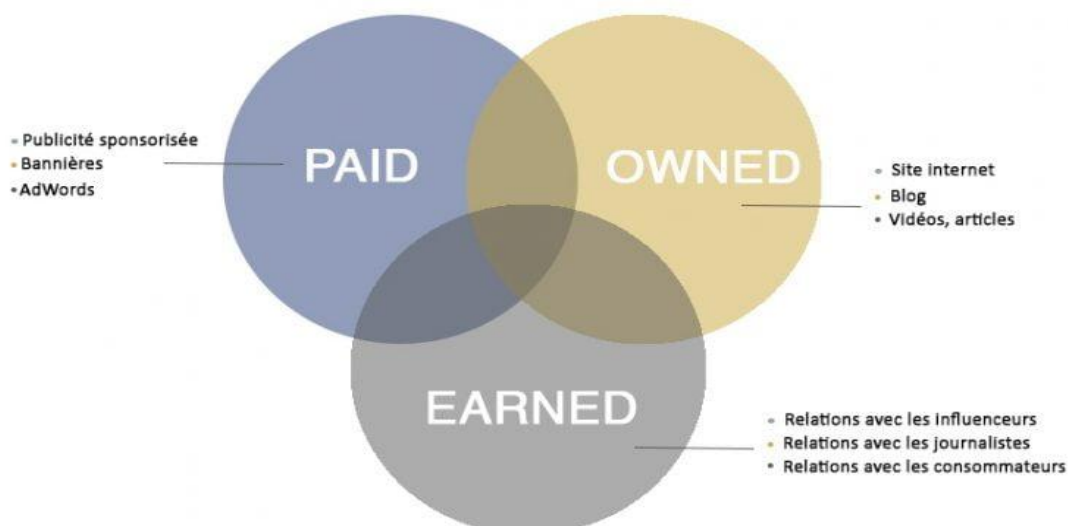 • Publicité sponsorisée
• Bannières
• AdWords
PAID
OWNED
• Site internet
• Blog
• Vidéos, articles
EARNED
• Relations avec les influenceurs
• Relations avec les journalistes
• Relations avec les consommateurs